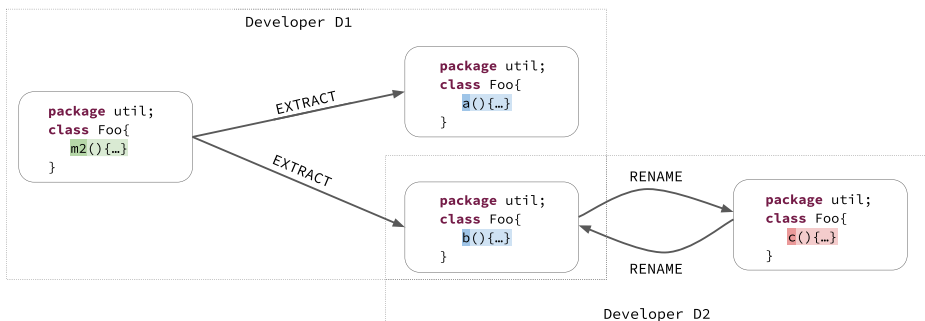 Developer D1
package util;
class Foo{
m2(){…}
}
EXTRACT
EXTRACT
package util;
class Foo{
a(){…}
}
package util;
class Foo{
b(){…}
}
RENAME
RENAME
package util;
class Foo{
c(){…}
}
Developer D2